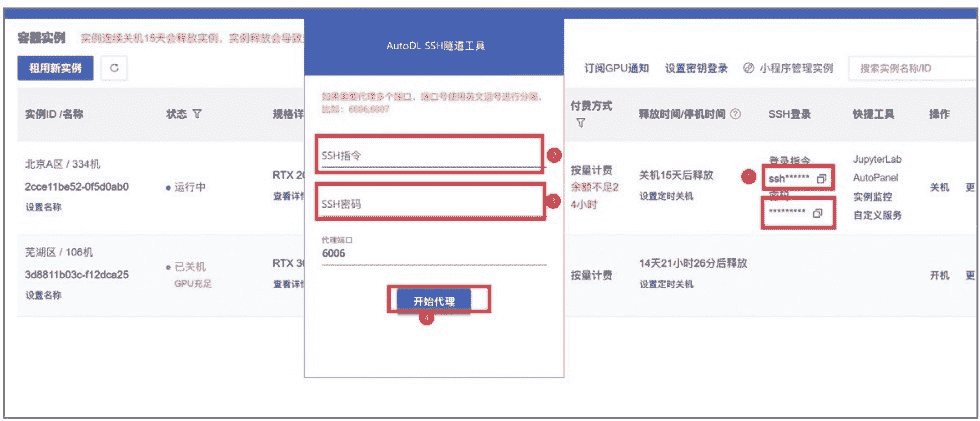 容器实例 实例连续关机15天会释放实例，实例释放会导致
租用新实例
订阅GPU通知 设置密钥登录 小程序管理实例 搜索实例名称/ID
实例ID /名称 状态 规格详 付费方式 释放时间/停机时间 SSH登录 快捷工具 操作
北京A区 / 334机
2cce11be52-0f5d0ab0
设置名称
运行中
RTX 20
查看详情
按量计费
余额不足2
4小时
关机15天后释放
设置定时关机
登录指令
ssh******
密码
*********
JupyterLab
AutoPanel
实例监控
自定义服务
关机 更
芜湖区 / 106机
3d8811b03c-f12dca25
设置名称
已关机
GPU充足
RTX 30
查看详情
按量计费
14天21小时26分后释放
设置定时关机
开机 更
AutoDL SSH隧道工具
如果需要代理多个端口，端口号使用英文逗号进行分隔，
比如：6006,6007
SSH指令
SSH密码
代理端口
6006
开始代理
4